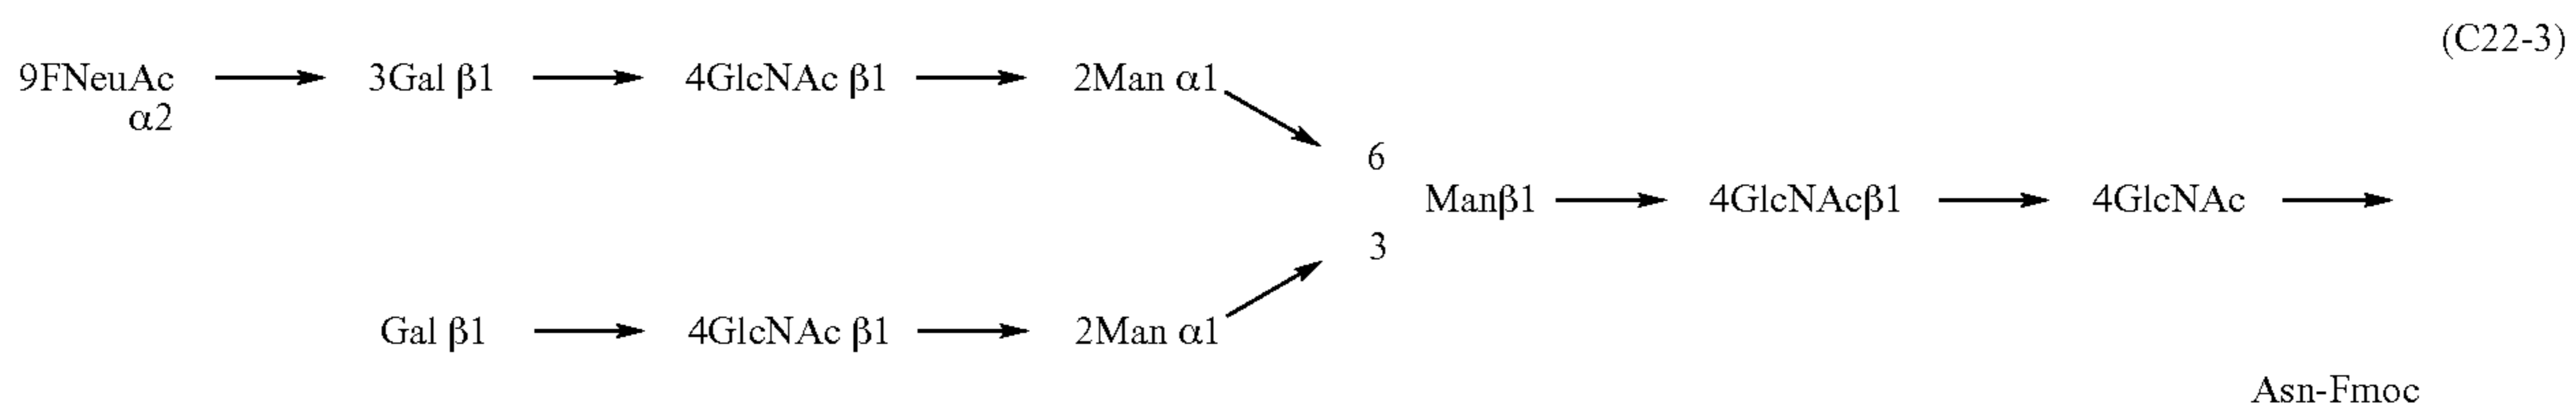 (C22-3)
9FNeuAc α2 → 3Gal β1 → 4GlcNAc β1 → 2Man α1
6
Manβ1 → 4GlcNAcβ1 → 4GlcNAc →
3
Gal β1 → 4GlcNAc β1 → 2Man α1
Asn-Fmoc